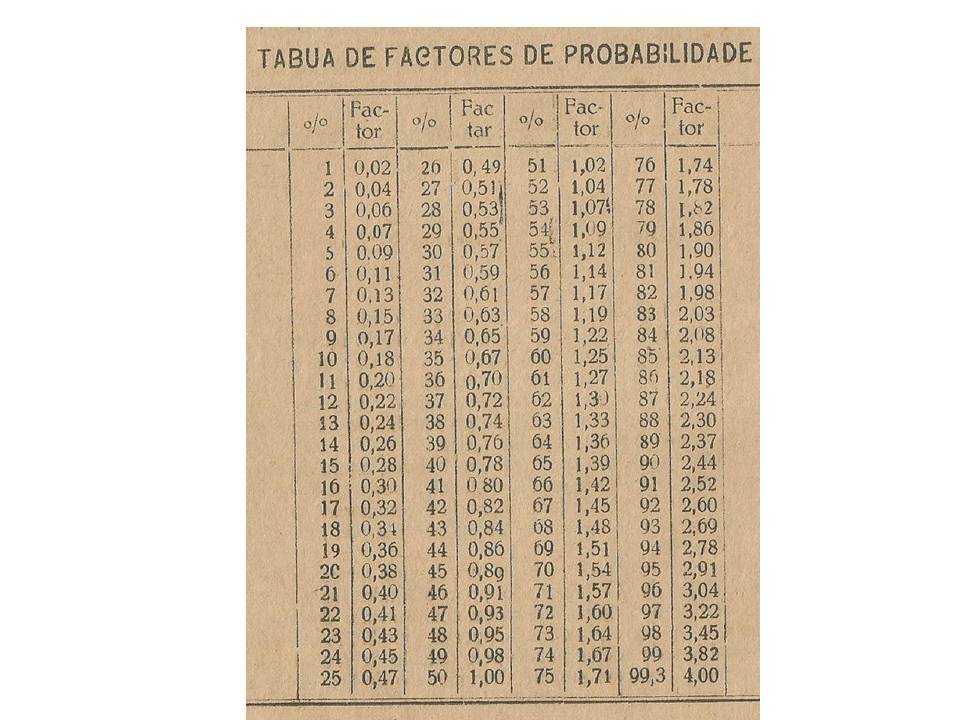 TABUA DE FACTORES DE PROBABILIDADE
o/o Fac- o/o Fac o/o Fac- o/o Fac-
tor tar tor tor
1 0,02 26 0,49 51 1,02 76 1,74
2 0,04 27 0,51 52 1,04 77 1,78
3 0,06 28 0,53 53 1,07 78 1,82
4 0,07 29 0,55 54 1,09 79 1,86
5 0.09 30 0,57 55 1,12 80 1,90
6 0,11 31 0,59 56 1,14 81 1,94
7 0.13 32 0,61 57 1,17 82 1,98
8 0,15 33 0,63 58 1,19 83 2,03
9 0,17 34 0,65 59 1,22 84 2,08
10 0,18 35 0,67 60 1,25 85 2,13
11 0,20 36 0,70 61 1,27 86 2,18
12 0,22 37 0,72 62 1,30 87 2,24
13 0,24 38 0,74 63 1,33 88 2,30
14 0,26 39 0,76 64 1,36 89 2,37
15 0,28 40 0,78 65 1,39 90 2,44
16 0,30 41 0 80 66 1,42 91 2,52
17 0,32 42 0,82 67 1,45 92 2,60
18 0,34 43 0,84 68 1,48 93 2,69
19 0,36 44 0,86 69 1,51 94 2,78
20 0,38 45 0,89 70 1,54 95 2,91
21 0,40 46 0,91 71 1,57 96 3,04
22 0,41 47 0,93 72 1,60 97 3,22
23 0,43 48 0,95 73 1,64 98 3,45
24 0,45 49 0,98 74 1,67 99 3,82
25 0,47 50 1,00 75 1,71 99,3 4,00